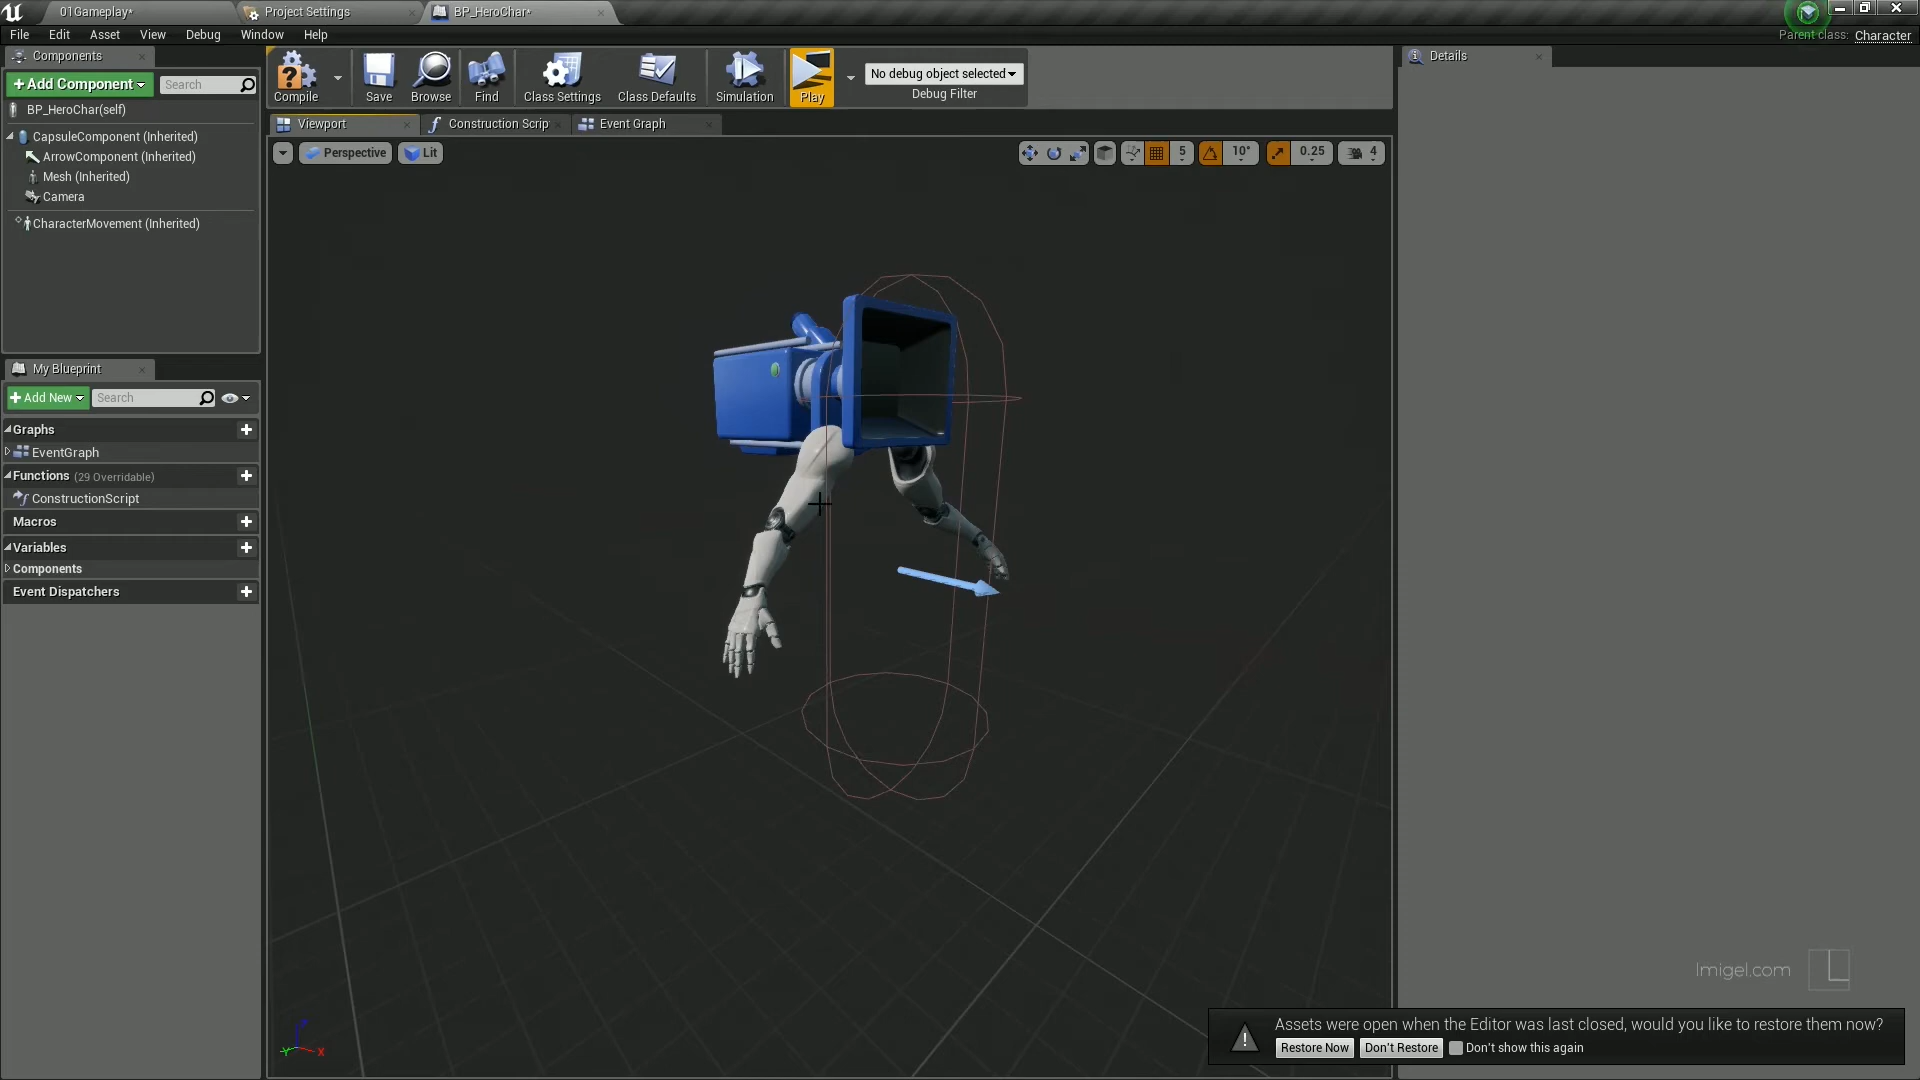 01Gameplay*
Project Settings
BP_HeroChar*
File Edit Asset View Debug Window Help
Parent class: Character
Components
+ Add Component
Search
BP_HeroChar(self)
CapsuleComponent (Inherited)
ArrowComponent (Inherited)
Mesh (Inherited)
Camera
CharacterMovement (Inherited)
My Blueprint
+ Add New
Search
Graphs
EventGraph
Functions (29 Overridable)
ConstructionScript
Macros
Variables
Components
Event Dispatchers
Compile
Save
Browse
Find
Class Settings
Class Defaults
Simulation
Play
No debug object selected
Debug Filter
Viewport
Construction Scrip
Event Graph
Perspective
Lit
5
10°
0.25
4
Details
X
Y
lmigel.com
Assets were open when the Editor was last closed, would you like to restore them now?
Restore Now
Don't Restore
Don't show this again